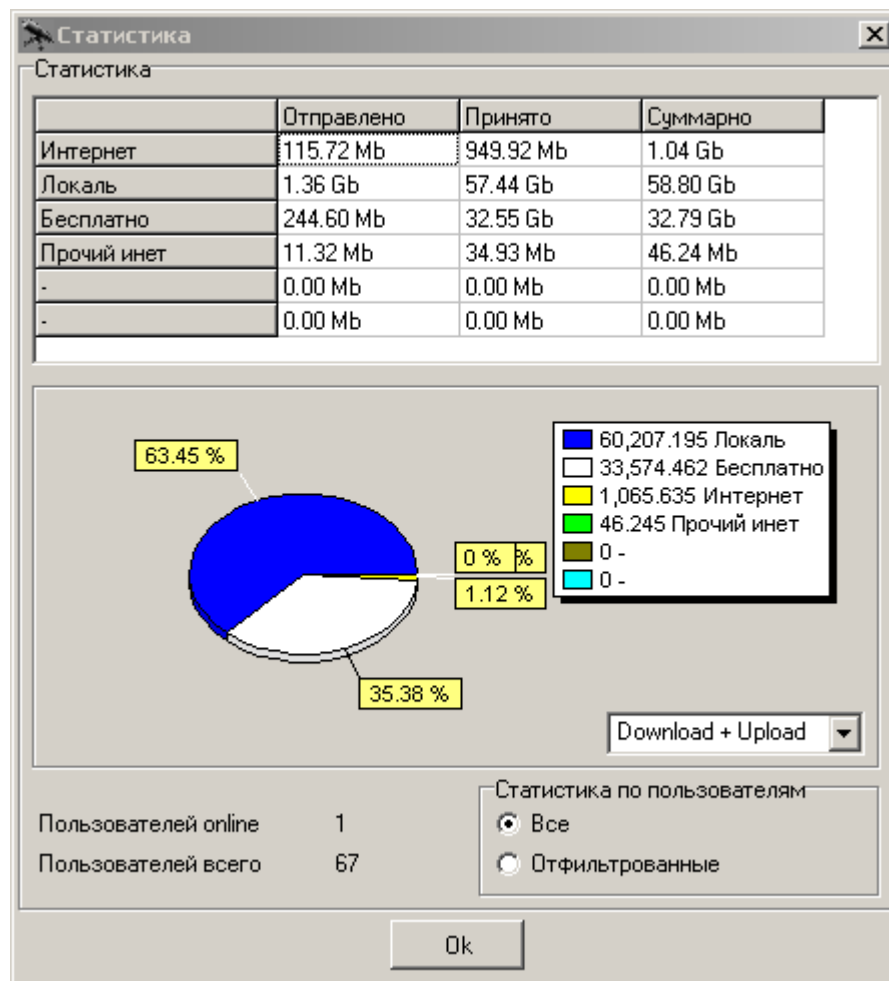 Статистика
Статистика
Отправлено Принято Суммарно
Интернет 115.72 Mb 949.92 Mb 1.04 Gb
Локаль 1.36 Gb 57.44 Gb 58.80 Gb
Бесплатно 244.60 Mb 32.55 Gb 32.79 Gb
Прочий инет 11.32 Mb 34.93 Mb 46.24 Mb
- 0.00 Mb 0.00 Mb 0.00 Mb
- 0.00 Mb 0.00 Mb 0.00 Mb
63.45 %
0 % %
1.12 %
35.38 %
60,207.195 Локаль
33,574.462 Бесплатно
1,065.635 Интернет
46.245 Прочий инет
0 -
0 -
Download + Upload
Пользователей online 1
Пользователей всего 67
Статистика по пользователям
Все
Отфильтрованные
Ok